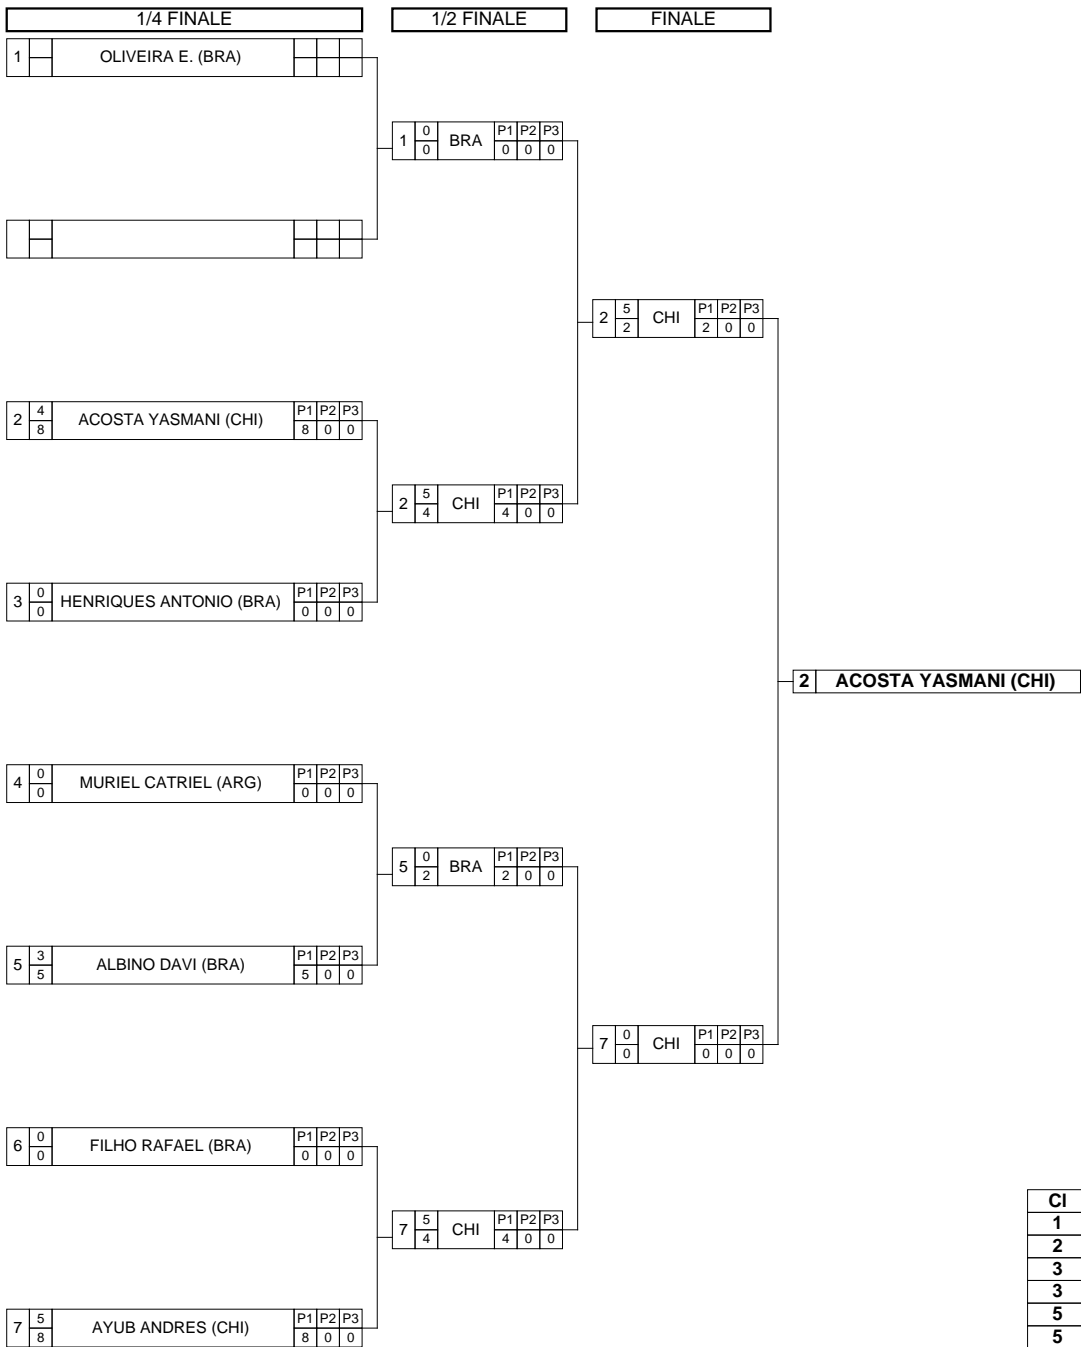 1/4 FINALE 1/2 FINALE FINALE
1 OLIVEIRA E. (BRA)
0 P1 P2 P3
1 BRA
0 0 0 0
5 P1 P2 P3
2 CHI
2 2 0 0
4 P1 P2 P3
2 ACOSTA YASMANI (CHI)
8 8 0 0
5 P1 P2 P3
2 CHI
4 4 0 0
0 P1 P2 P3
3 HENRIQUES ANTONIO (BRA)
0 0 0 0
2 ACOSTA YASMANI (CHI)
0 P1 P2 P3
4 MURIEL CATRIEL (ARG)
0 0 0 0
0 P1 P2 P3
5 BRA
2 2 0 0
3 P1 P2 P3
5 ALBINO DAVI (BRA)
5 5 0 0
0 P1 P2 P3
7 CHI
0 0 0 0
0 P1 P2 P3
6 FILHO RAFAEL (BRA)
0 0 0 0
5 P1 P2 P3
7 CHI
4 4 0 0
5 P1 P2 P3
7 AYUB ANDRES (CHI)
8 8 0 0
Cl
1
2
3
3
5
5